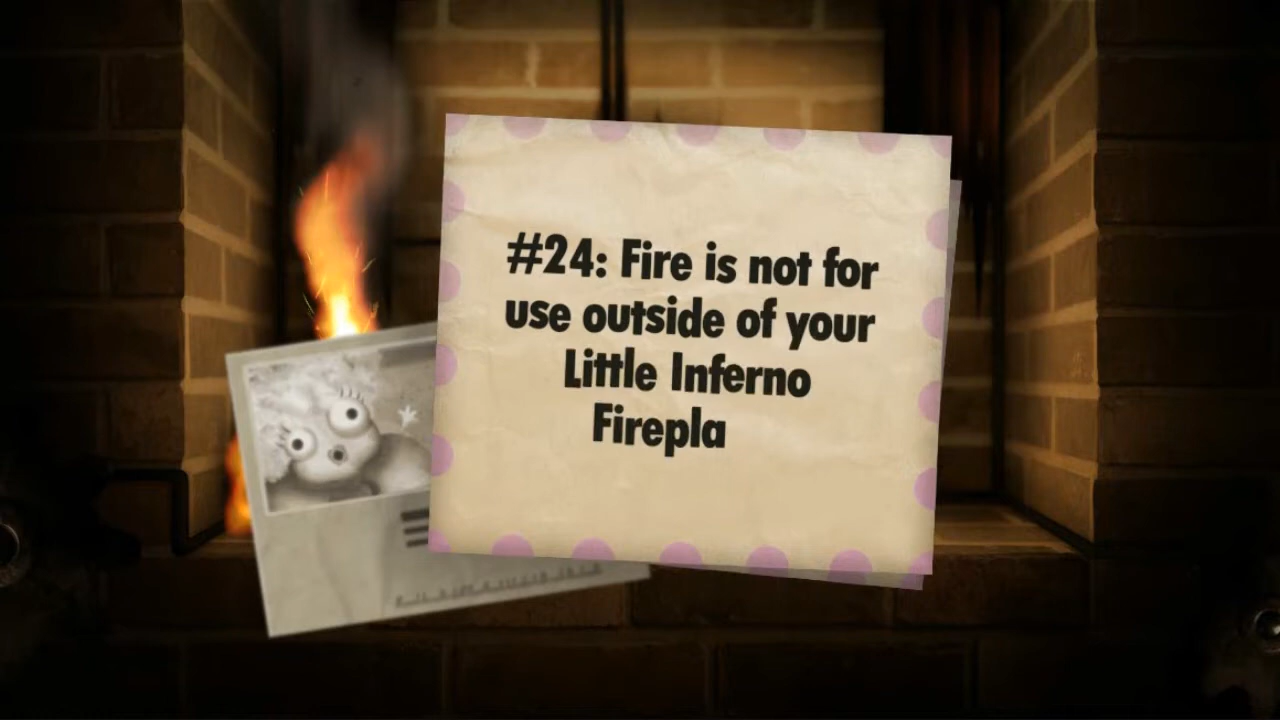 #24: Fire is not for
use outside of your
Little Inferno
Firepla